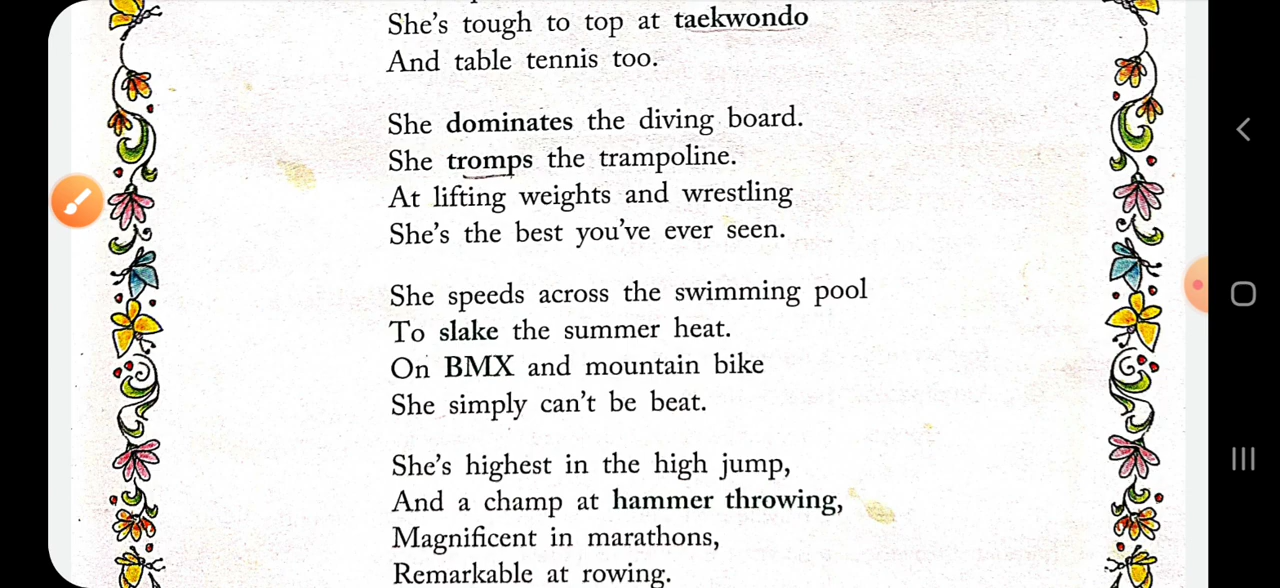 She's tough to top at taekwondo
And table tennis too.
She dominates the diving board.
She tromps the trampoline.
At lifting weights and wrestling
She's the best you've ever seen.
She speeds across the swimming pool
To slake the summer heat.
On BMX and mountain bike
She simply can't be beat.
She's highest in the high jump,
And a champ at hammer throwing,
Magnificent in marathons,
Remarkable at rowing.